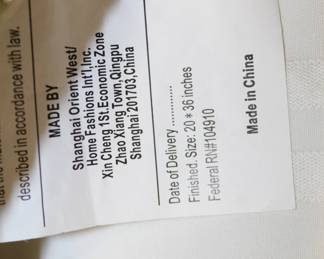 described in accordance with law.
MADE BY
Shanghai Orient West/
Home Fashions Int'l Inc.
Xin Cheng 1St.Economic Zone
Zhao Xiang Town,Qingpu
Shanghai 201703,China
Date of Delivery ............
Finished. Size: 20 * 36 inches
Federal RN#104910
Made in China